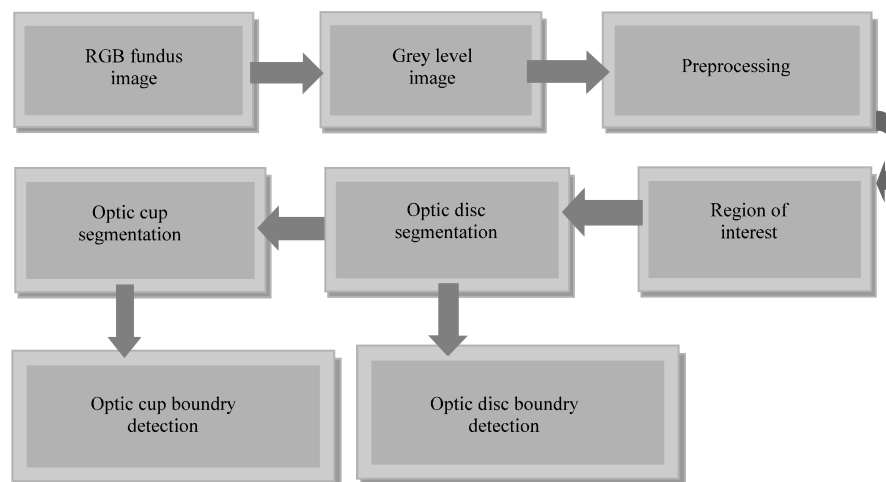 RGB fundus
image
Grey level
image
Preprocessing
Optic cup
segmentation
Optic disc
segmentation
Region of
interest
Optic cup boundry
detection
Optic disc boundry
detection